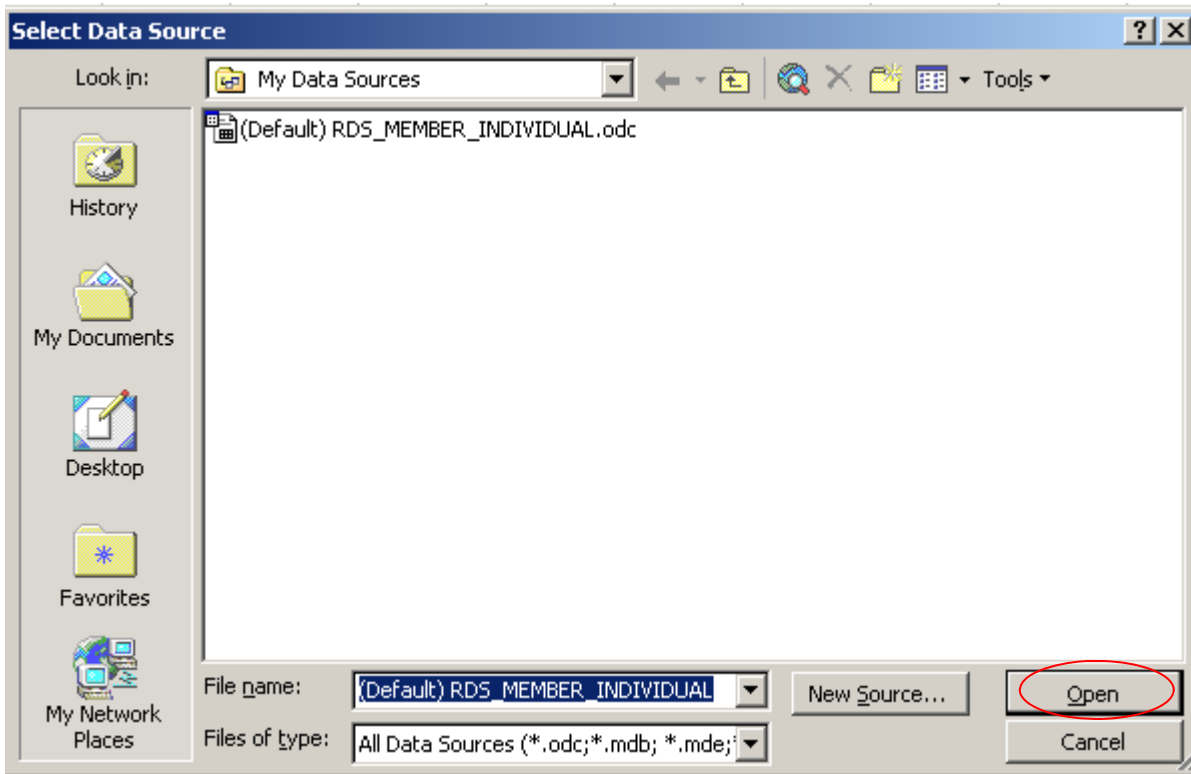 Select Data Source
Look in:
My Data Sources
Tools
(Default) RDS_MEMBER_INDIVIDUAL.odc
History
My Documents
Desktop
Favorites
My Network
Places
File name:
(Default) RDS_MEMBER_INDIVIDUAL
New Source...
Open
Files of type:
All Data Sources (*.odc;*.mdb; *.mde;
Cancel